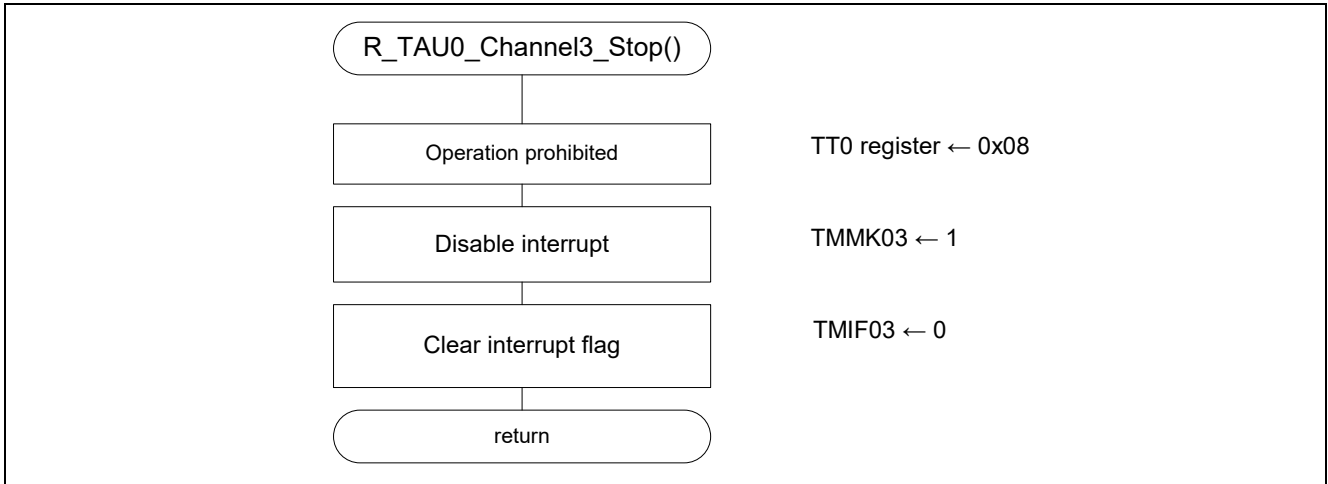 R_TAU0_Channel3_Stop()
Operation prohibited
TT0 register ← 0x08
Disable interrupt
TMMK03 ← 1
Clear interrupt flag
TMIF03 ← 0
return